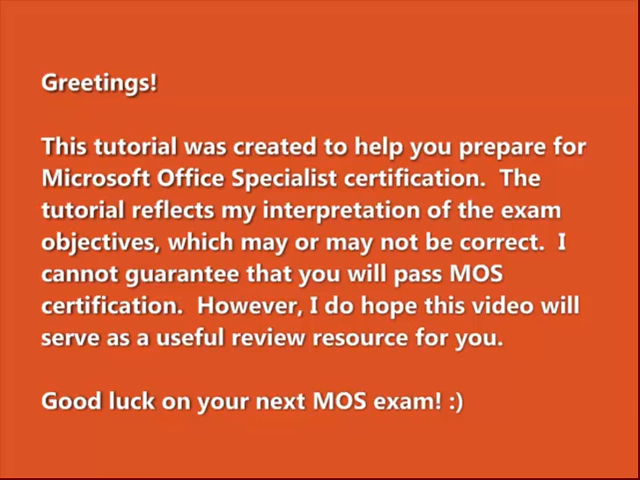 Greetings!
This tutorial was created to help you prepare for
Microsoft Office Specialist certification.  The
tutorial reflects my interpretation of the exam
objectives, which may or may not be correct.  I
cannot guarantee that you will pass MOS
certification.  However, I do hope this video will
serve as a useful review resource for you.
Good luck on your next MOS exam! :)